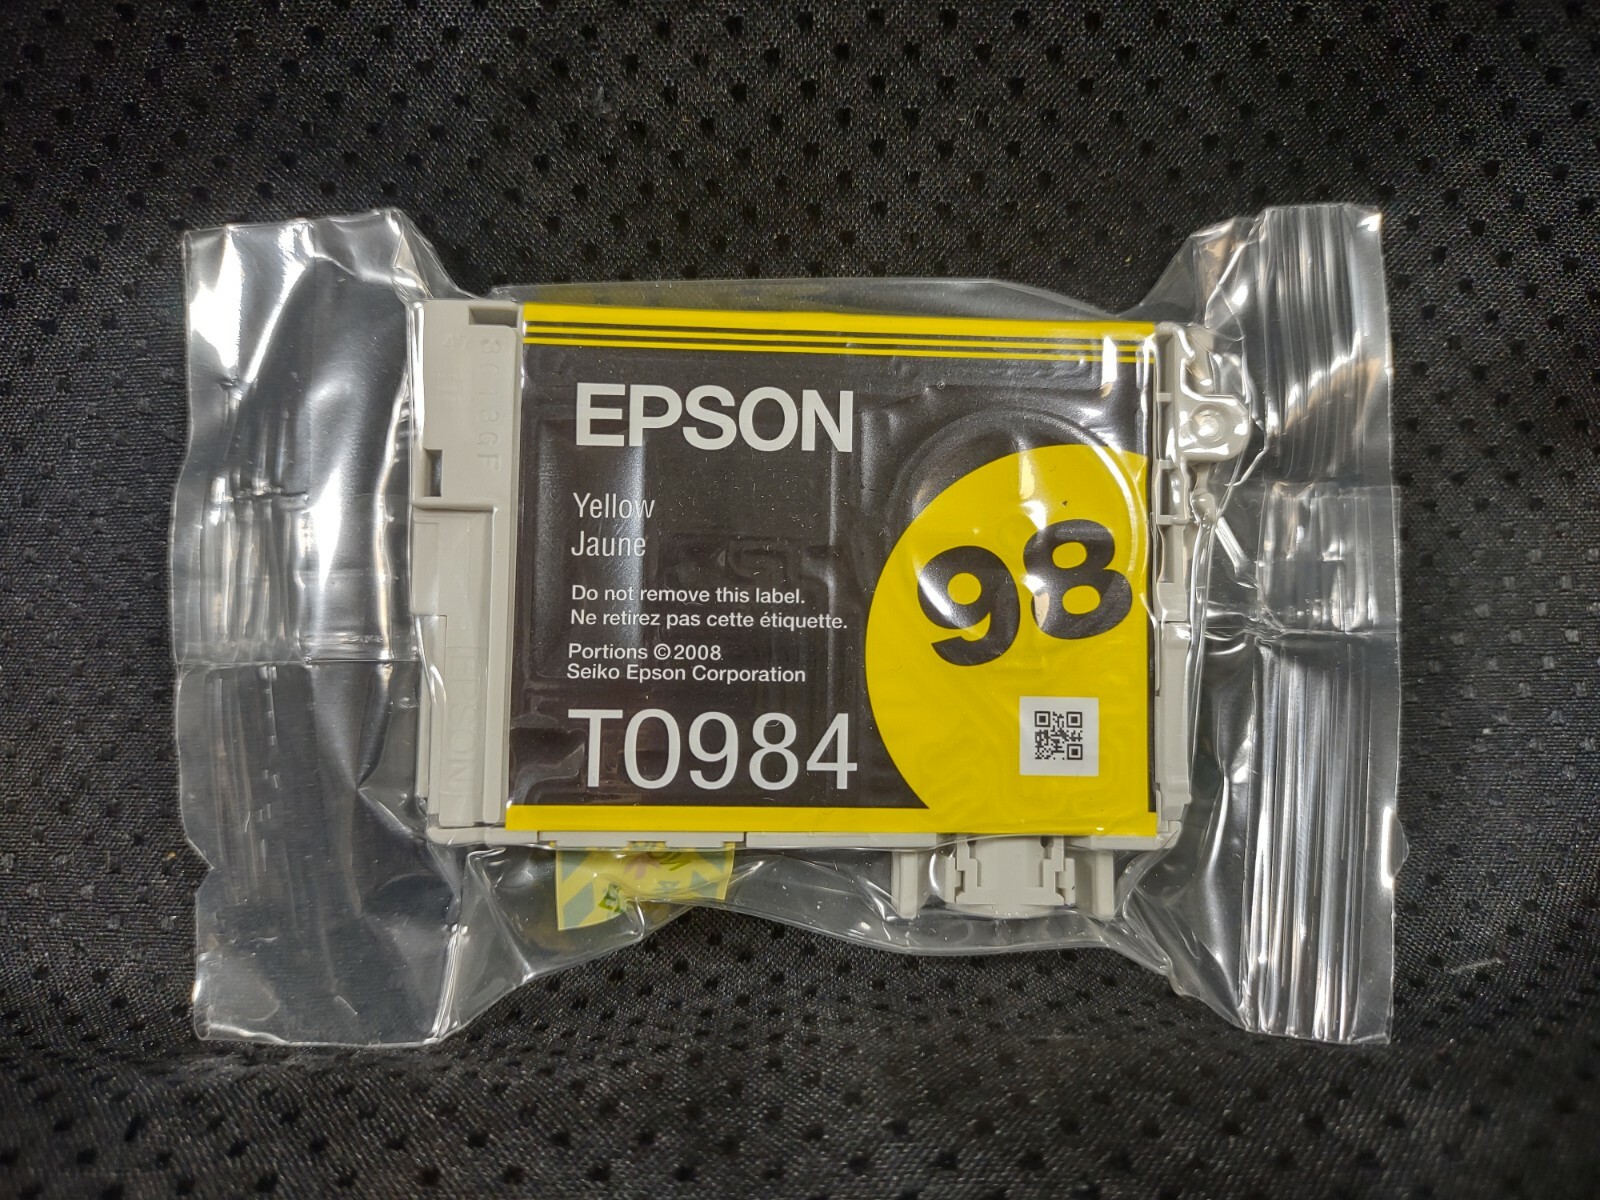 EPSON
Yellow
Jaune
Do not remove this label.
Ne retirez pas cette étiquette.
Portions ©2008
Seiko Epson Corporation
T0984
98
EPSON